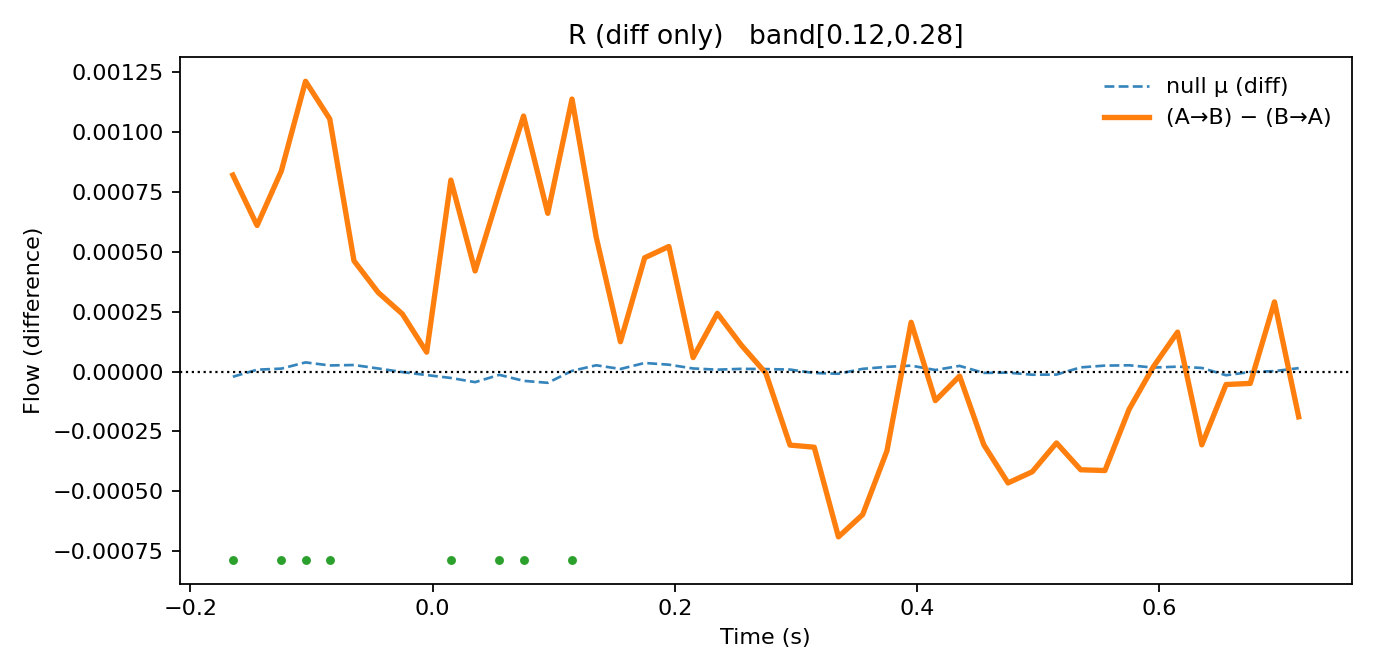 R (diff only)   band[0.12,0.28]
null μ (diff)
(A→B) − (B→A)
0.00125
0.00100
0.00075
0.00050
0.00025
0.00000
−0.00025
−0.00050
−0.00075
Flow (difference)
−0.2 0.0 0.2 0.4 0.6
Time (s)